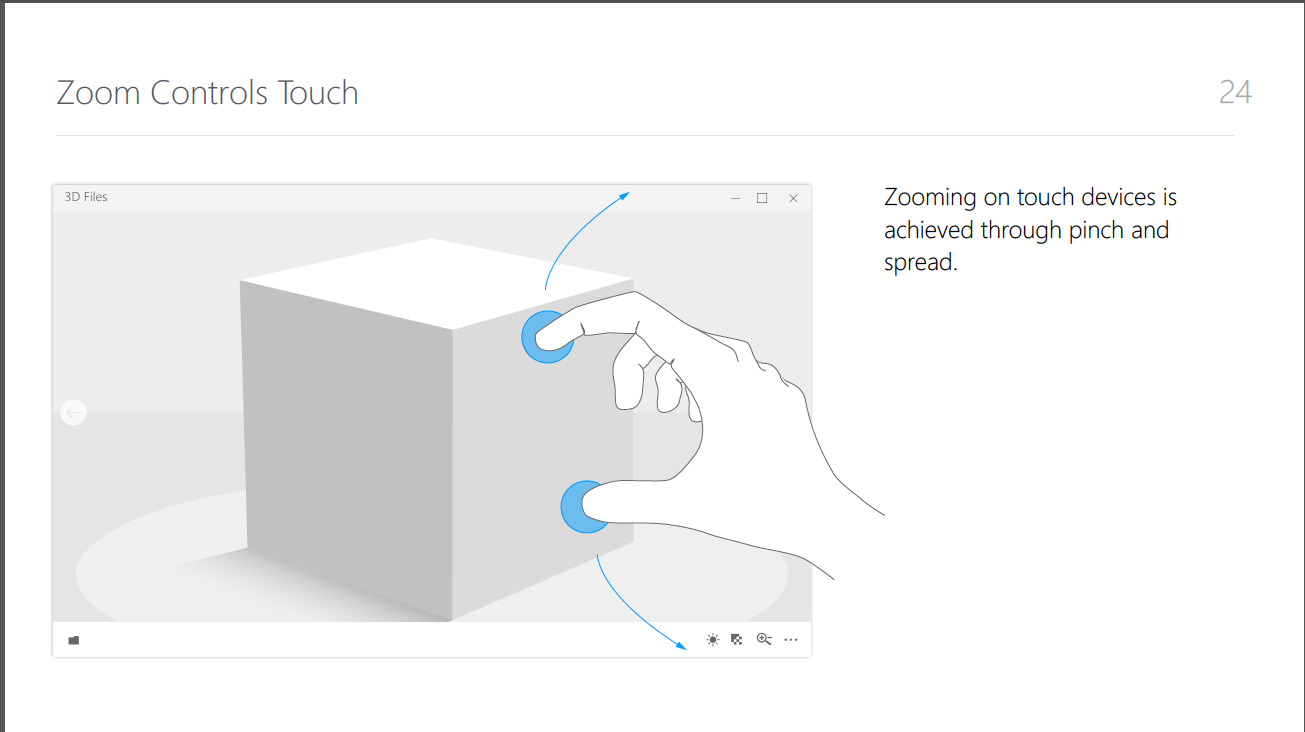 Zoom Controls Touch
24
3D Files
Zooming on touch devices is
achieved through pinch and
spread.